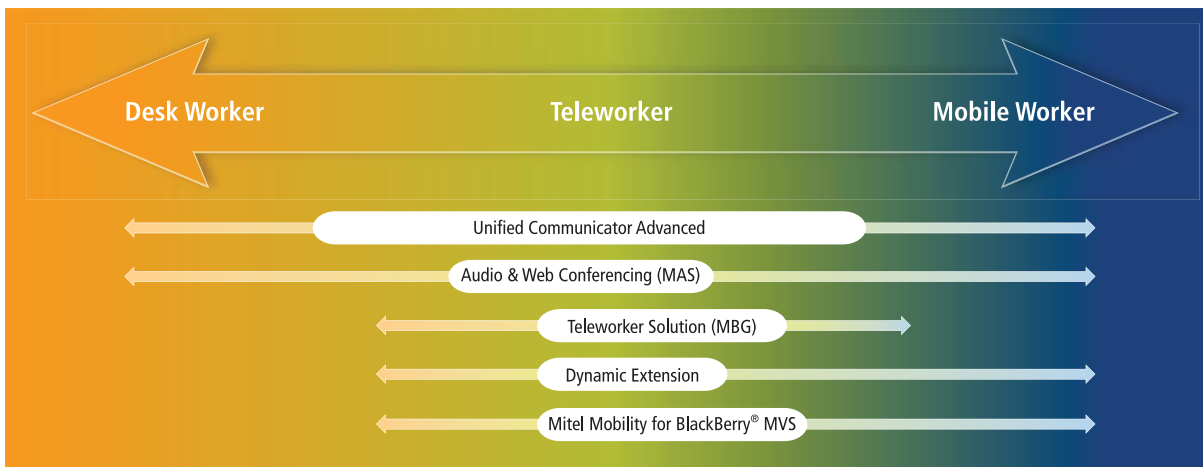 Desk Worker
Teleworker
Mobile Worker
Unified Communicator Advanced
Audio & Web Conferencing (MAS)
Teleworker Solution (MBG)
Dynamic Extension
Mitel Mobility for BlackBerry® MVS